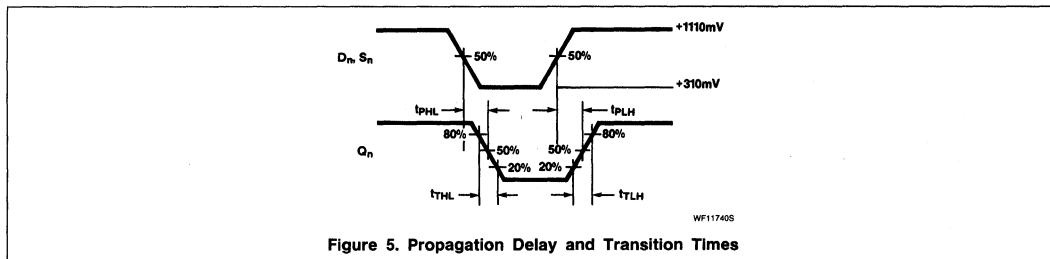 +1110mV
Dn, Sn
50%
50%
+310mV
tPHL
tPLH
80%
80%
Qn
50%
50%
20%
20%
tTHL
tTLH
WF11740S
Figure 5. Propagation Delay and Transition Times